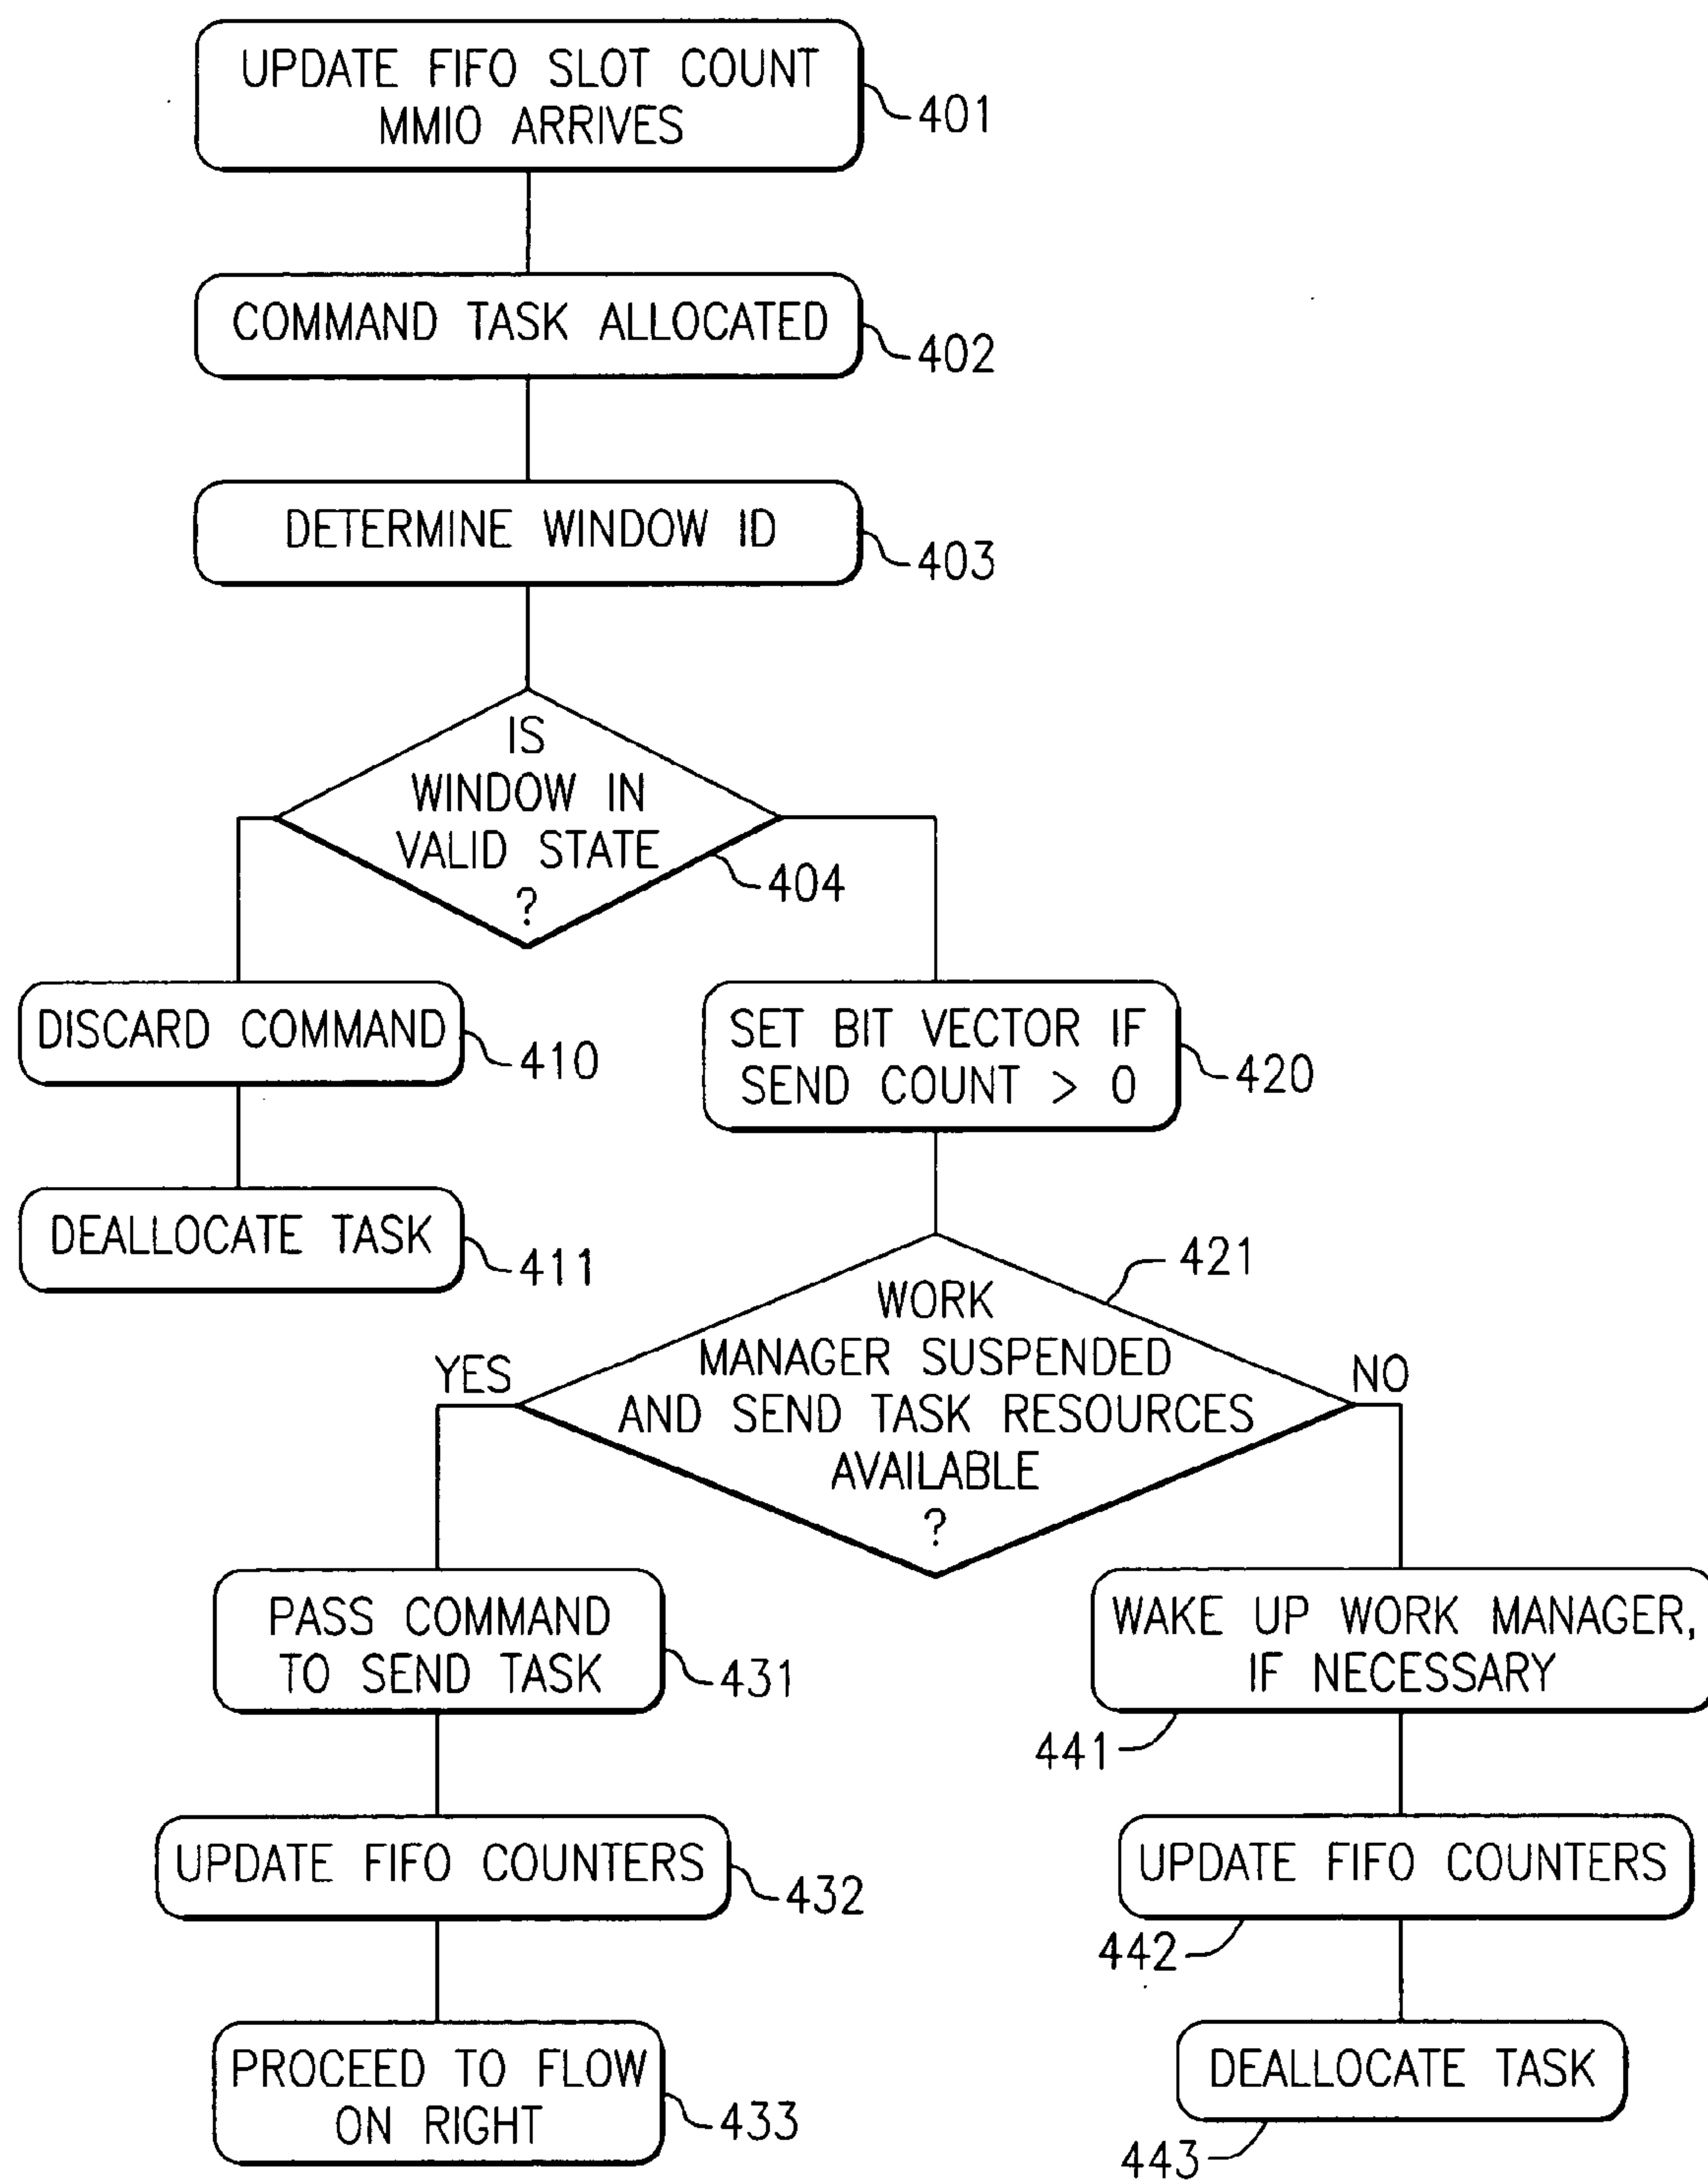 UPDATE FIFO SLOT COUNT
MMIO ARRIVES
401
COMMAND TASK ALLOCATED
402
DETERMINE WINDOW ID
403
IS
WINDOW IN
VALID STATE
?
404
DISCARD COMMAND
410
DEALLOCATE TASK
411
SET BIT VECTOR IF
SEND COUNT > 0
420
WORK
MANAGER SUSPENDED
AND SEND TASK RESOURCES
AVAILABLE
?
421
YES
NO
PASS COMMAND
TO SEND TASK
431
UPDATE FIFO COUNTERS
432
PROCEED TO FLOW
ON RIGHT
433
WAKE UP WORK MANAGER,
IF NECESSARY
441
UPDATE FIFO COUNTERS
442
DEALLOCATE TASK
443